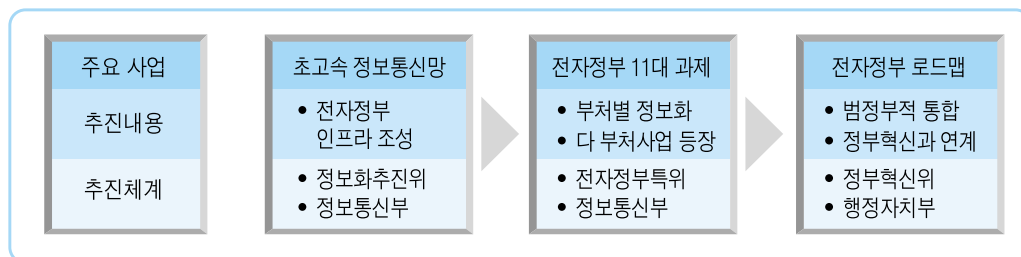 주요 사업
추진내용
추진체계
초고속 정보통신망
• 전자정부
인프라 조성
• 정보화추진위
• 정보통신부
전자정부 11대 과제
• 부처별 정보화
• 다 부처사업 등장
• 전자정부특위
• 정보통신부
전자정부 로드맵
• 범정부적 통합
• 정부혁신과 연계
• 정부혁신위
• 행정자치부